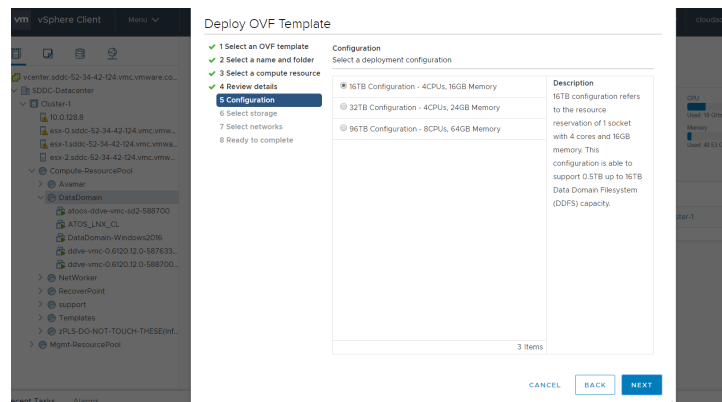 vm vSphere Client Menu
cloudad
Deploy OVF Template
1 Select an OVF template
2 Select a name and folder
3 Select a compute resource
4 Review details
5 Configuration
6 Select storage
7 Select networks
8 Ready to complete
Configuration
Select a deployment configuration
16TB Configuration - 4CPUs, 16GB Memory
32TB Configuration - 4CPUs, 24GB Memory
96TB Configuration - 8CPUs, 64GB Memory
3 Items
Description
16TB configuration refers
to the resource
reservation of 1 socket
with 4 cores and 16GB
memory. This
configuration is able to
support 0.5TB up to 16TB
Data Domain Filesystem
(DDFS) capacity.
CANCEL BACK NEXT
vcenter.sddc-52-34-42-124.vmc.vmware.co...
SDDC-Datacenter
Cluster-1
10.0.128.8
esx-0.sddc-52-34-42-124.vmc.vmw...
esx-1.sddc-52-34-42-124.vmc.vmwa...
esx-2.sddc-52-34-42-124.vmc.vmw...
Compute-ResourcePool
Avamar
DataDomain
atoos-ddve-vmc-sd2-588700
ATOS_LNX_CL
DataDomain-Windows2016
ddve-vmc-0.6120.12.0-587633...
ddve-vmc-0.6120.12.0-588700...
NetWorker
RecoverPoint
support
Templates
zPLS-DO-NOT-TOUCH-THESE(Inf...
Mgmt-ResourcePool
CPU
Memory
ster-1
Recent Tasks Alarms